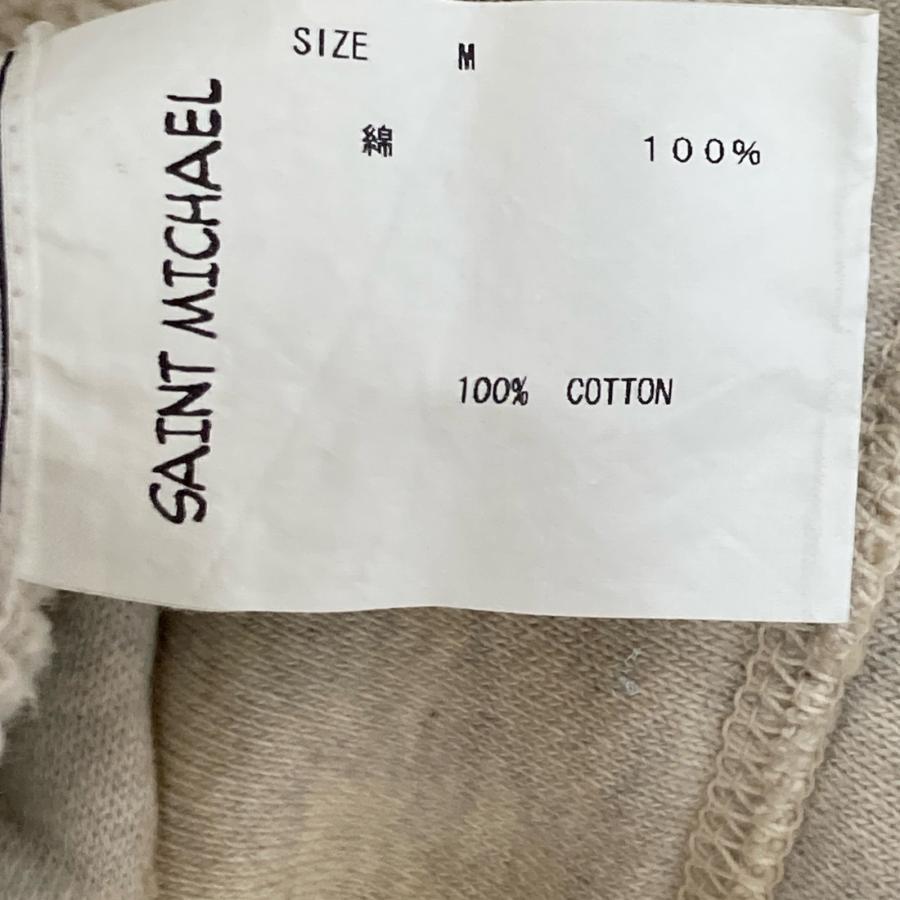 SIZE M
綿 100%
100% COTTON
SAINT MICHAEL